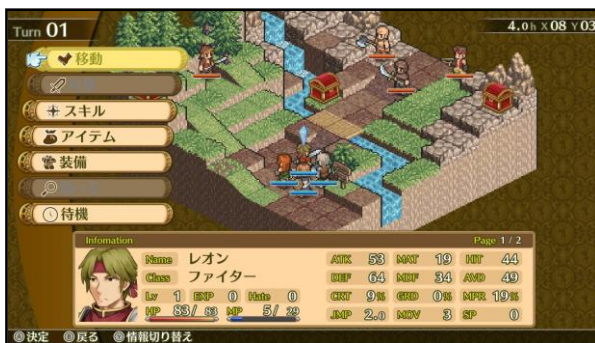 Turn 01
4.0h X08 Y03
移動
スキル
アイテム
装備
待機
Infomation
Page 1/2
Name レオン
Class ファイター
Lv 1 EXP 0 Hate 0
HP 83/ 83 MP 5/ 29
ATK 53 MAT 19 HIT 44
DEF 64 MDF 34 AVD 49
CRT 9% GRD 0% MPR 19%
JMP 2.0 MOV 3 SP 0
決定 戻る 情報切り替え